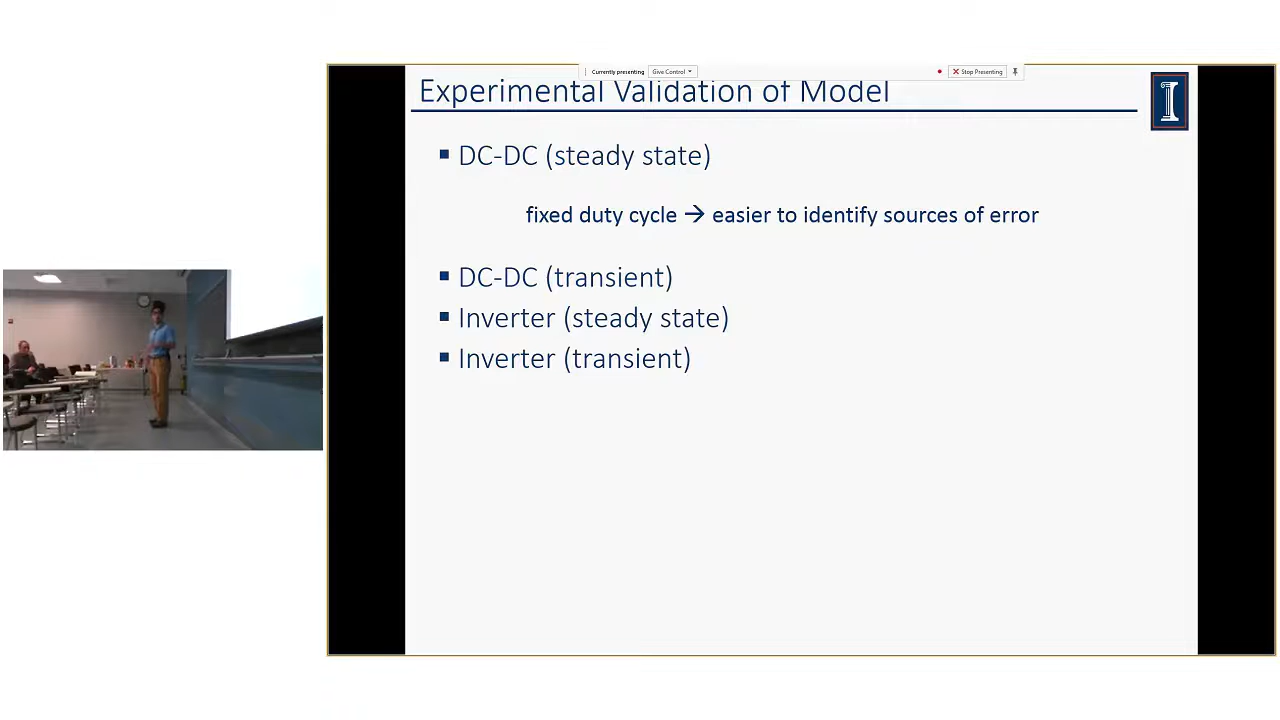 Currently presenting Give Control Stop Presenting
Experimental Validation of Model
DC-DC (steady state)
fixed duty cycle → easier to identify sources of error
DC-DC (transient)
Inverter (steady state)
Inverter (transient)